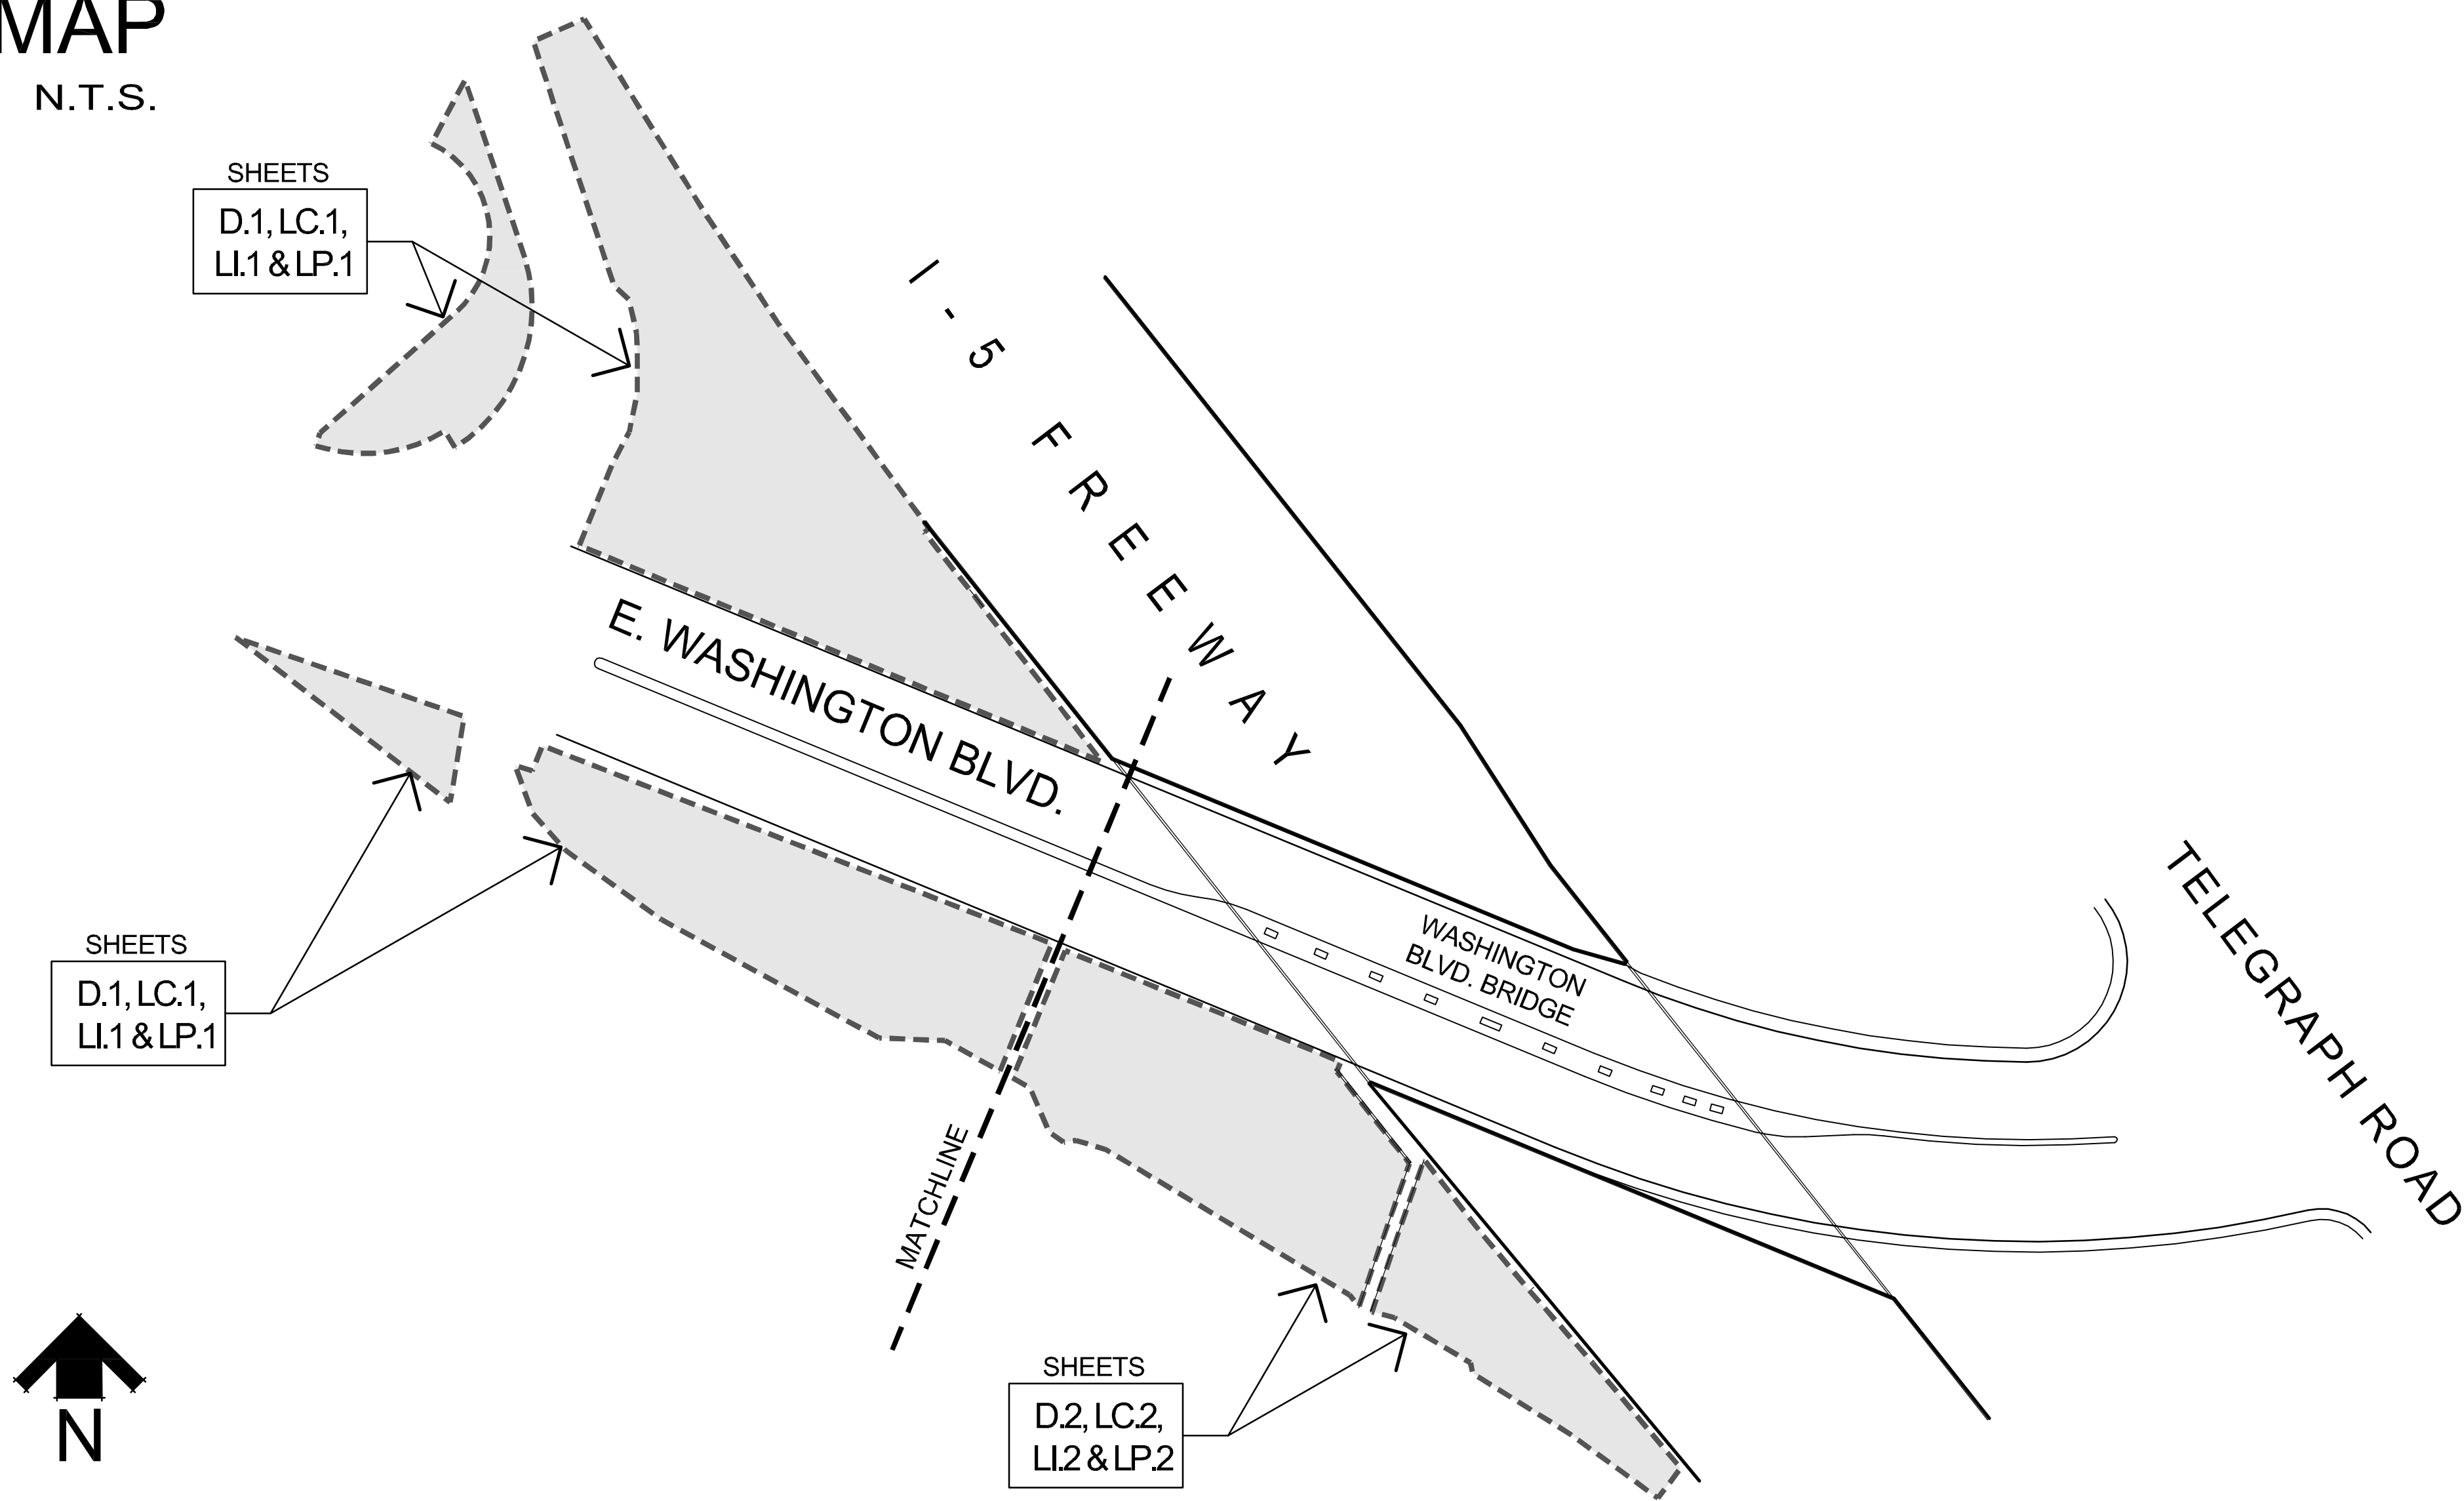 MAP
N.T.S.
SHEETS
D.1, LC.1,
LI.1 & LP.1
I - 5 FREEWAY
E. WASHINGTON BLVD.
WASHINGTON
BLVD. BRIDGE
TELEGRAPH ROAD
SHEETS
D.1, LC.1,
LI.1 & LP.1
MATCHLINE
SHEETS
D.2, LC.2,
LI.2 & LP.2
N